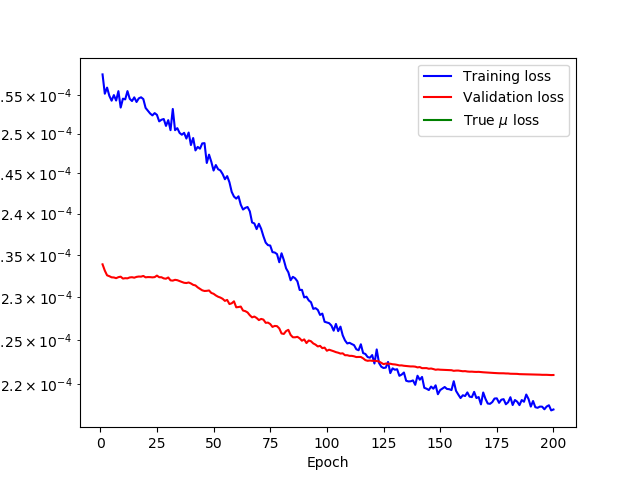 Training loss
Validation loss
True μ loss
.55 × 10⁻⁴
2.5 × 10⁻⁴
.45 × 10⁻⁴
2.4 × 10⁻⁴
.35 × 10⁻⁴
2.3 × 10⁻⁴
.25 × 10⁻⁴
2.2 × 10⁻⁴
0 25 50 75 100 125 150 175 200
Epoch